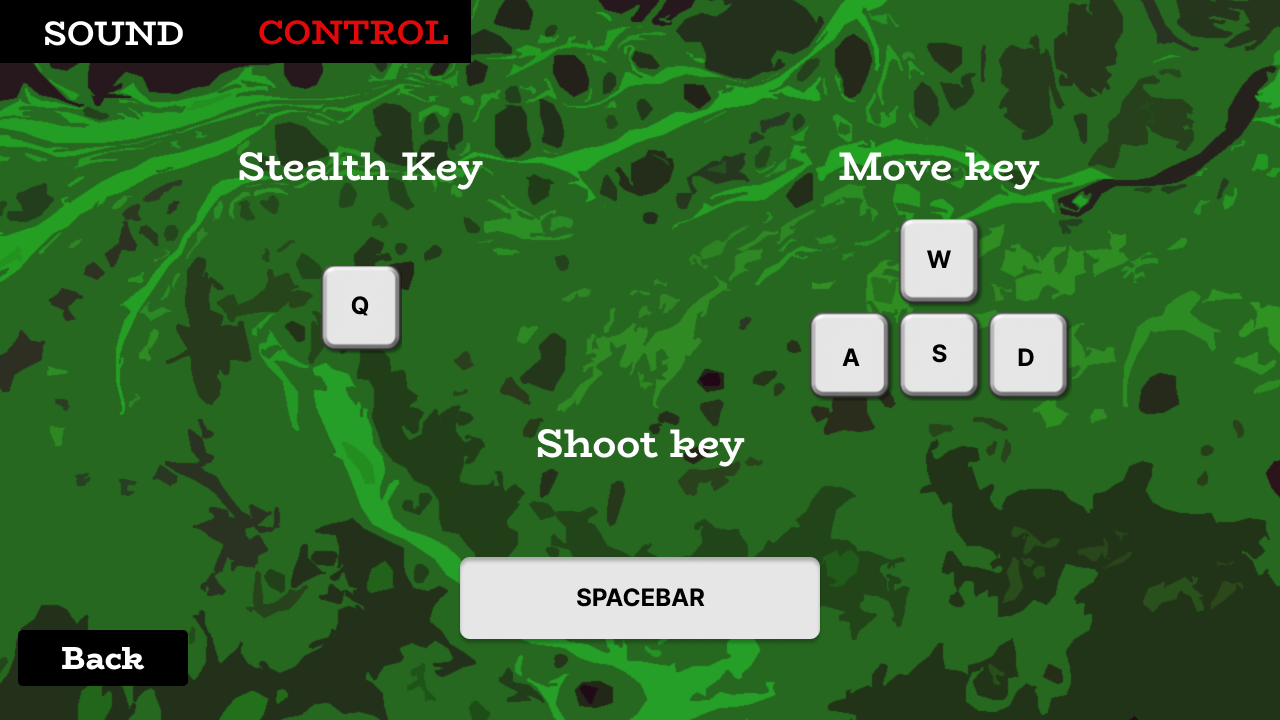 SOUND CONTROL
Stealth Key
Move key
W
Q
A S D
Shoot key
SPACEBAR
Back